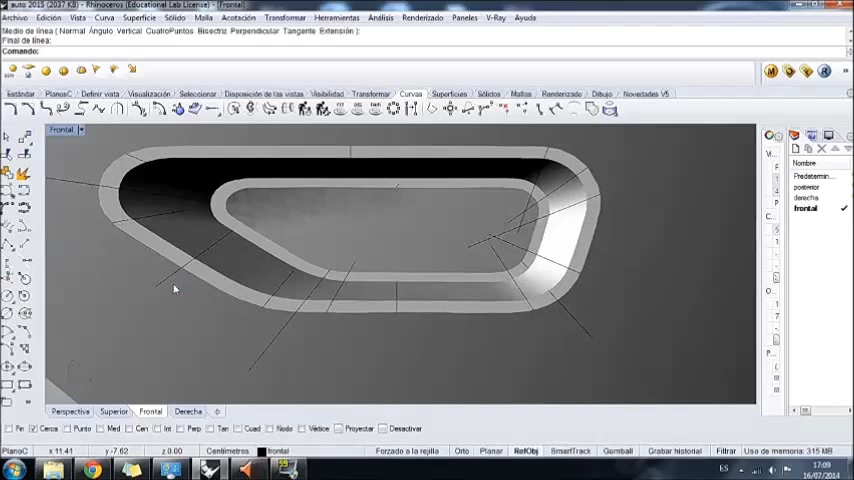 auto 2015 (2037 KB) - Rhinoceros (Educational Lab License) - [Frontal]
Archivo Edición Vista Curva Superficie Sólido Malla Acotación Transformar Herramientas Análisis Renderizado Paneles V-Ray Ayuda
Medio de línea ( Normal Ángulo Vertical CuatroPuntos Bisectriz Perpendicular Tangente Extensión ):
Final de línea:
Comando:
Estándar PlanosC Definir vista Visualización Seleccionar Disposición de las vistas Visibilidad Transformar Curvas Superficies Sólidos Mallas Renderizado Dibujo Novedades V5
Frontal
Nombre
Predetermin...
posterior
derecha
frontal
Perspectiva Superior Frontal Derecha
Fin Cerca Punto Med Cen Int Perp Tan Cuad Nodo Vértice Proyectar Desactivar
PlanoC x 11.41 y -7.62 z 0.00 Centímetros frontal Forzado a la rejilla Orto Planar RefObj SmartTrack Gumball Grabar historial Filtrar Uso de memoria: 315 MB
ES 17:09
16/07/2014